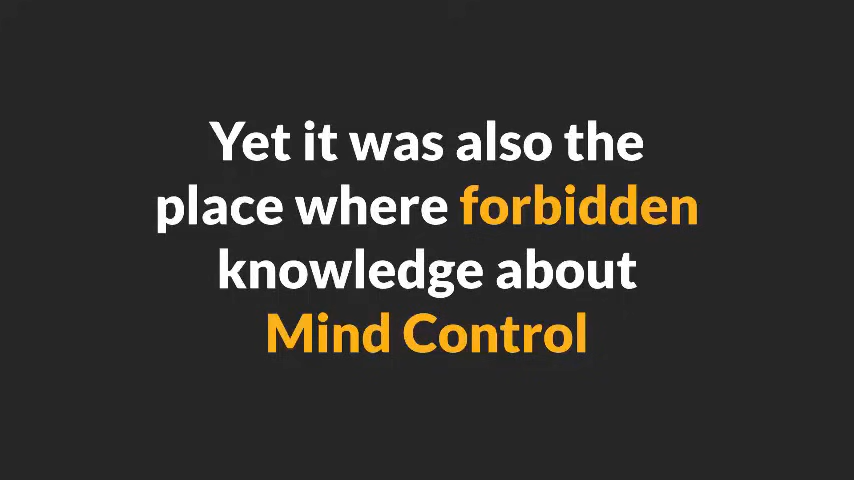 Yet it was also the
place where forbidden
knowledge about
Mind Control